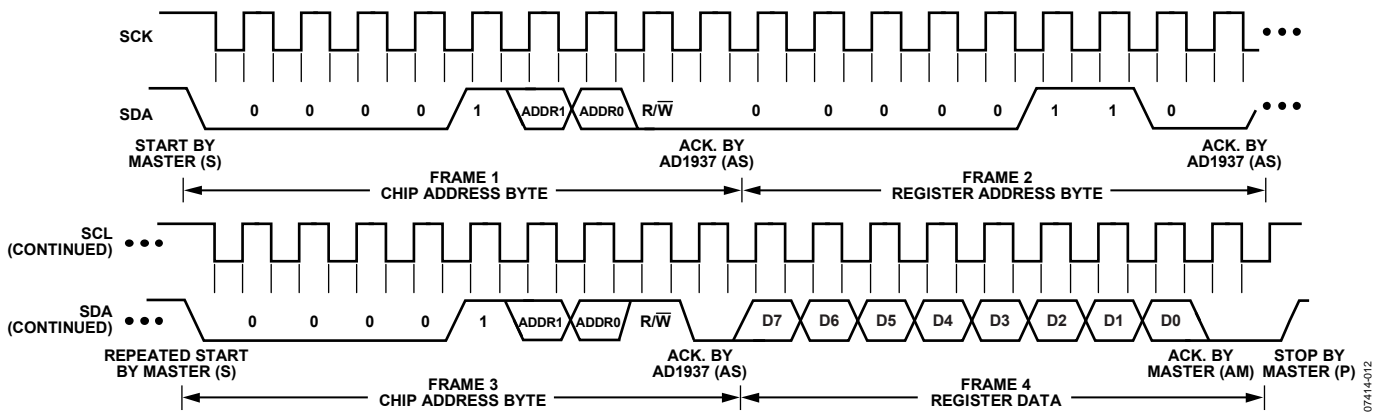 SCK
SDA 0 0 0 0 1 ADDR1 ADDR0 R/W̅ 0 0 0 0 0 1 1 0
START BY
MASTER (S)
ACK. BY
AD1937 (AS)
ACK. BY
AD1937 (AS)
FRAME 1
CHIP ADDRESS BYTE
FRAME 2
REGISTER ADDRESS BYTE
SCL
(CONTINUED)
SDA
(CONTINUED)
0 0 0 0 1 ADDR1 ADDR0 R/W̅ D7 D6 D5 D4 D3 D2 D1 D0
REPEATED START
BY MASTER (S)
ACK. BY
AD1937 (AS)
ACK. BY
MASTER (AM)
STOP BY
MASTER (P)
FRAME 3
CHIP ADDRESS BYTE
FRAME 4
REGISTER DATA
07414-012